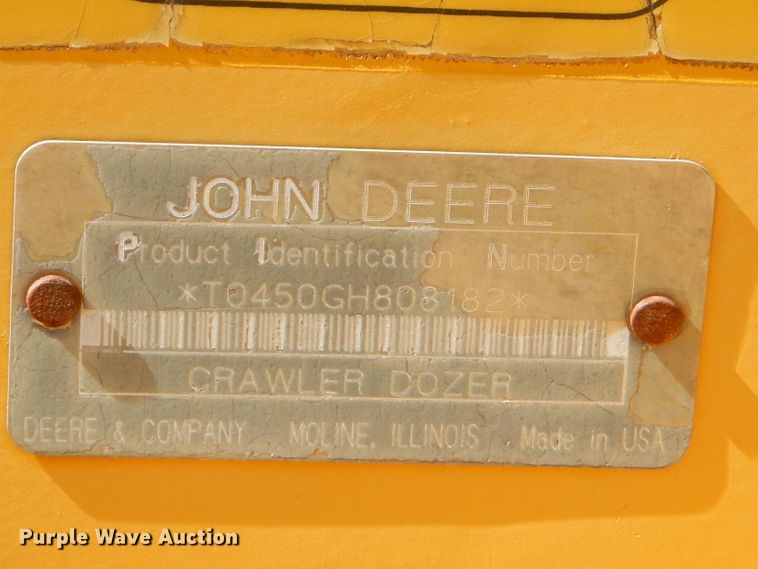 JOHN DEERE
Product Identification Number
*T0450GH808182*
CRAWLER DOZER
DEERE & COMPANY MOLINE, ILLINOIS Made in USA
Purple Wave Auction